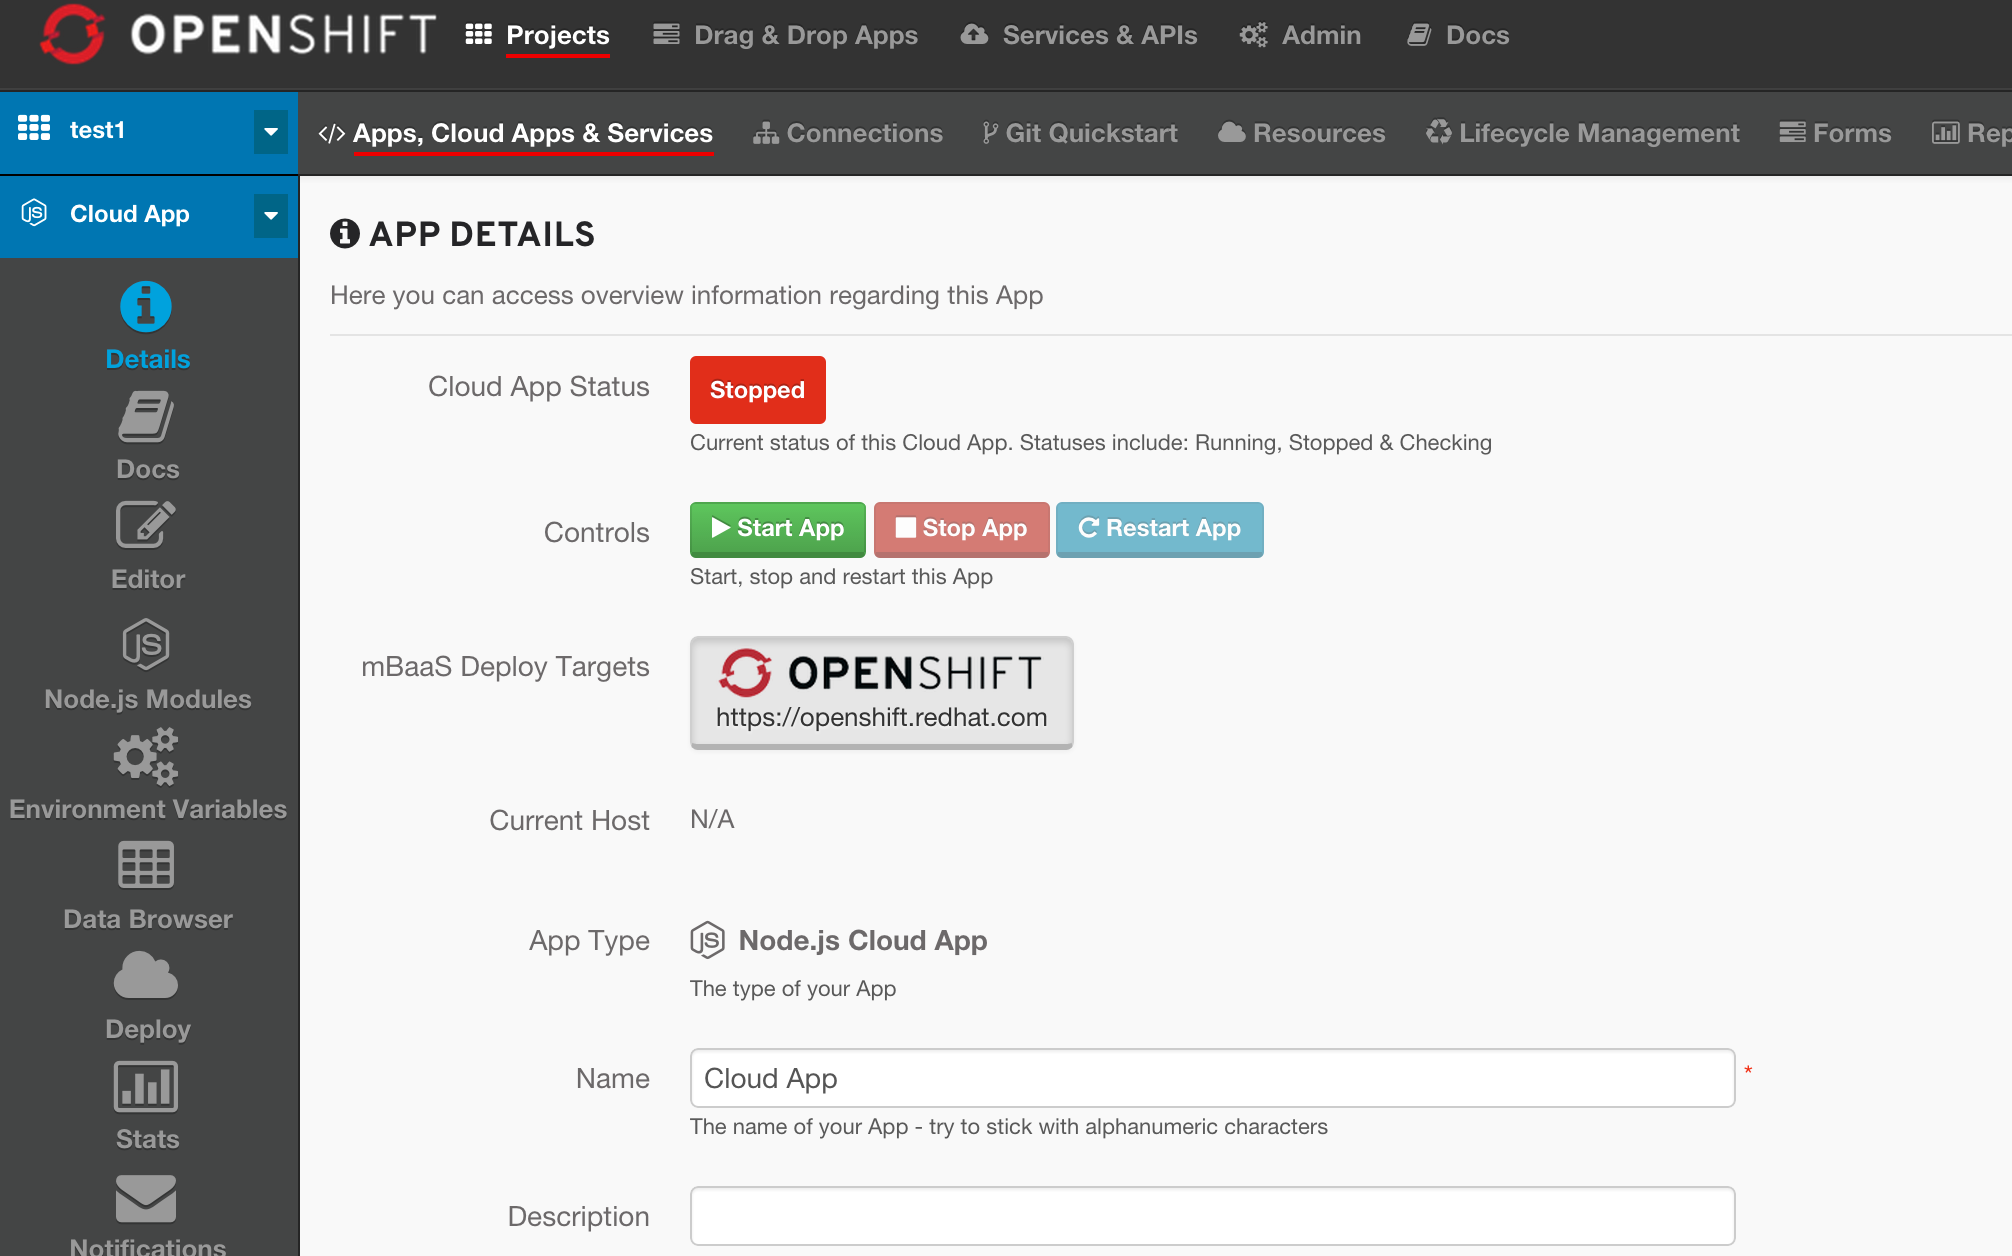 OPENSHIFT
Projects
Drag & Drop Apps
Services & APIs
Admin
Docs
test1
Apps, Cloud Apps & Services
Connections
Git Quickstart
Resources
Lifecycle Management
Forms
Rep
Cloud App
Details
Docs
Editor
Node.js Modules
Environment Variables
Data Browser
Deploy
Stats
Notifications
APP DETAILS
Here you can access overview information regarding this App
Cloud App Status
Stopped
Current status of this Cloud App. Statuses include: Running, Stopped & Checking
Controls
Start App
Stop App
Restart App
Start, stop and restart this App
mBaaS Deploy Targets
OPENSHIFT
https://openshift.redhat.com
Current Host
N/A
App Type
JS
Node.js Cloud App
The type of your App
Name
Cloud App
*
The name of your App - try to stick with alphanumeric characters
Description